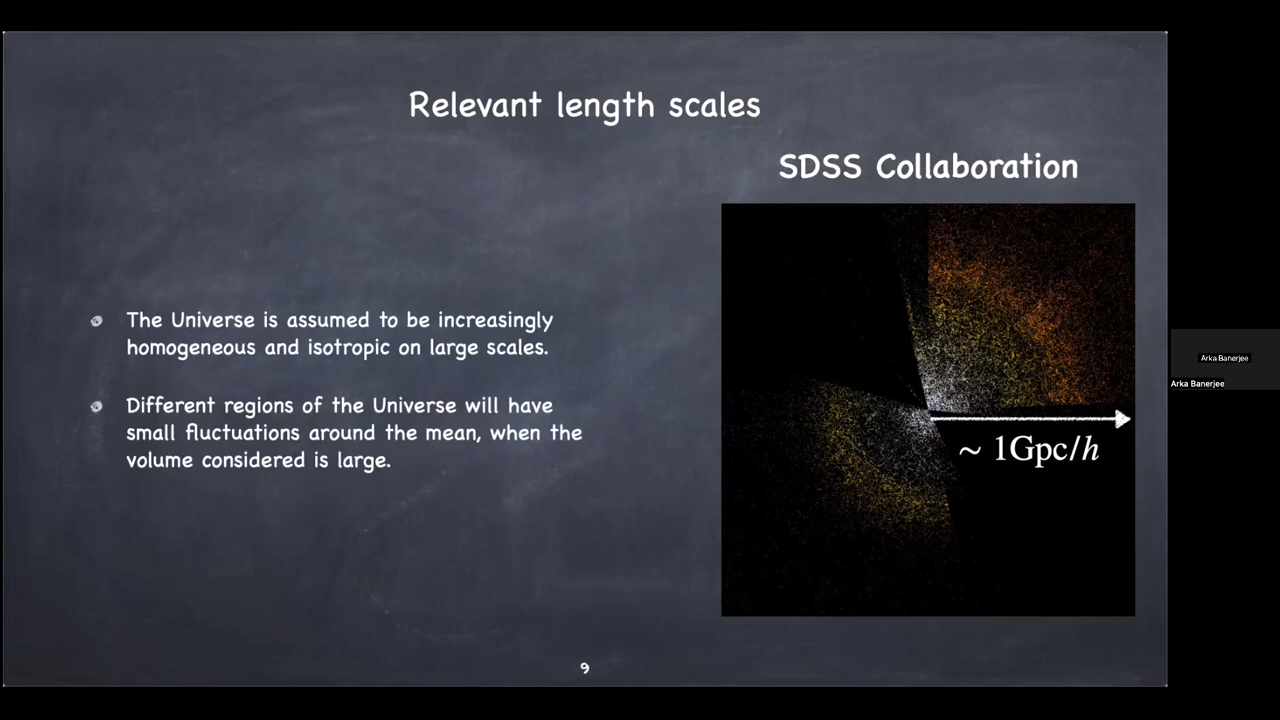 Relevant length scales
SDSS Collaboration
The Universe is assumed to be increasingly
homogeneous and isotropic on large scales.
Different regions of the Universe will have
small fluctuations around the mean, when the
volume considered is large.
~ 1Gpc/h
9
Arka Banerjee
Arka Banerjee